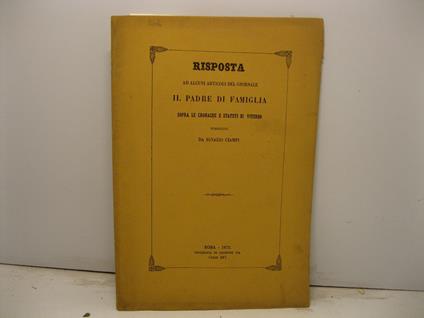 RISPOSTA
AD ALCUNI ARTICOLI DEL GIORNALE
IL PADRE DI FAMIGLIA
SOPRA LE CRONACHE E STATUTI DI VITERBO
DA IGNAZIO CIAMPI
ROMA - 1873